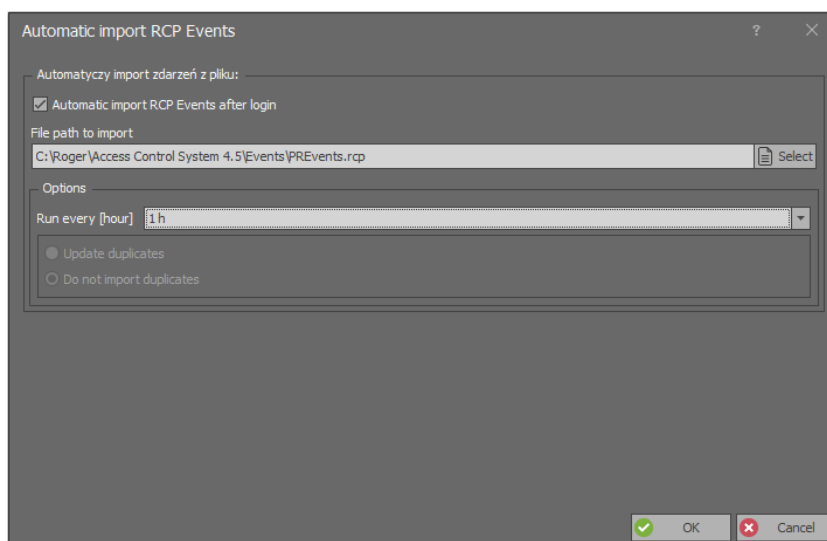 Automatic import RCP Events
?
Automatyczy import zdarzeń z pliku:
Automatic import RCP Events after login
File path to import
C:\Roger\Access Control System 4.5\Events\PREvents.rcp
Select
Options
Run every [hour] 1 h
Update duplicates
Do not import duplicates
OK Cancel